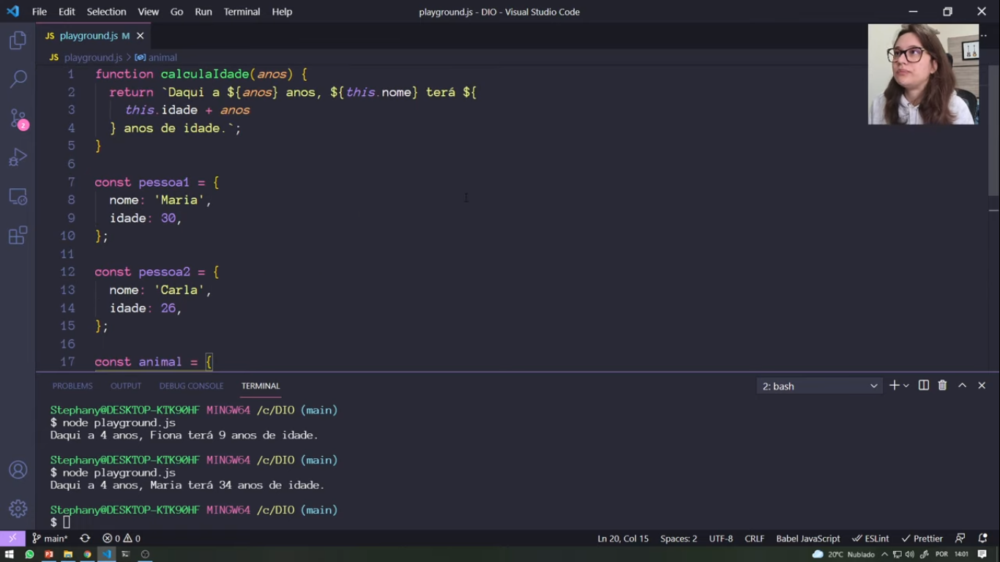 File Edit Selection View Go Run Terminal Help
playground.js - DIO - Visual Studio Code
JS playground.js M
JS playground.js > animal
1 function calculaIdade(anos) {
2 return `Daqui a ${anos} anos, ${this.nome} terá ${
3 this.idade + anos
4 } anos de idade.`;
5 }
6
7 const pessoa1 = {
8 nome: 'Maria',
9 idade: 30,
10 };
11
12 const pessoa2 = {
13 nome: 'Carla',
14 idade: 26,
15 };
16
17 const animal = {
2
PROBLEMS OUTPUT DEBUG CONSOLE TERMINAL
2: bash
Stephany@DESKTOP-KTK90HF MINGW64 /c/DIO (main)
$ node playground.js
Daqui a 4 anos, Fiona terá 9 anos de idade.
Stephany@DESKTOP-KTK90HF MINGW64 /c/DIO (main)
$ node playground.js
Daqui a 4 anos, Maria terá 34 anos de idade.
Stephany@DESKTOP-KTK90HF MINGW64 /c/DIO (main)
$
main* 0 0 Ln 20, Col 15 Spaces: 2 UTF-8 CRLF Babel JavaScript ESLint Prettier
20°C Nublado POR 14:01